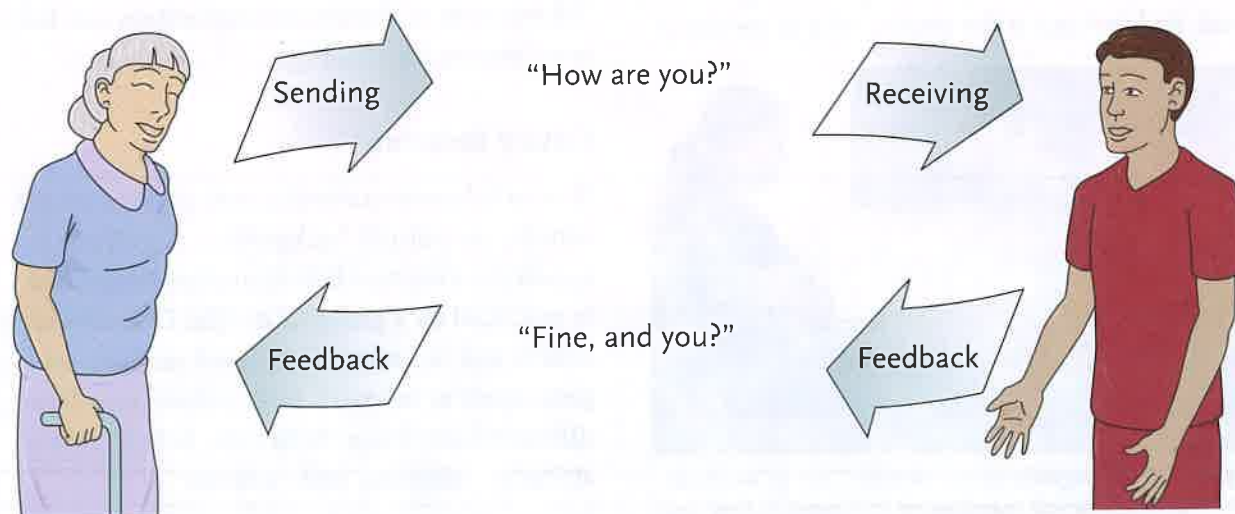 Sending
"How are you?"
Receiving
Feedback
"Fine, and you?"
Feedback